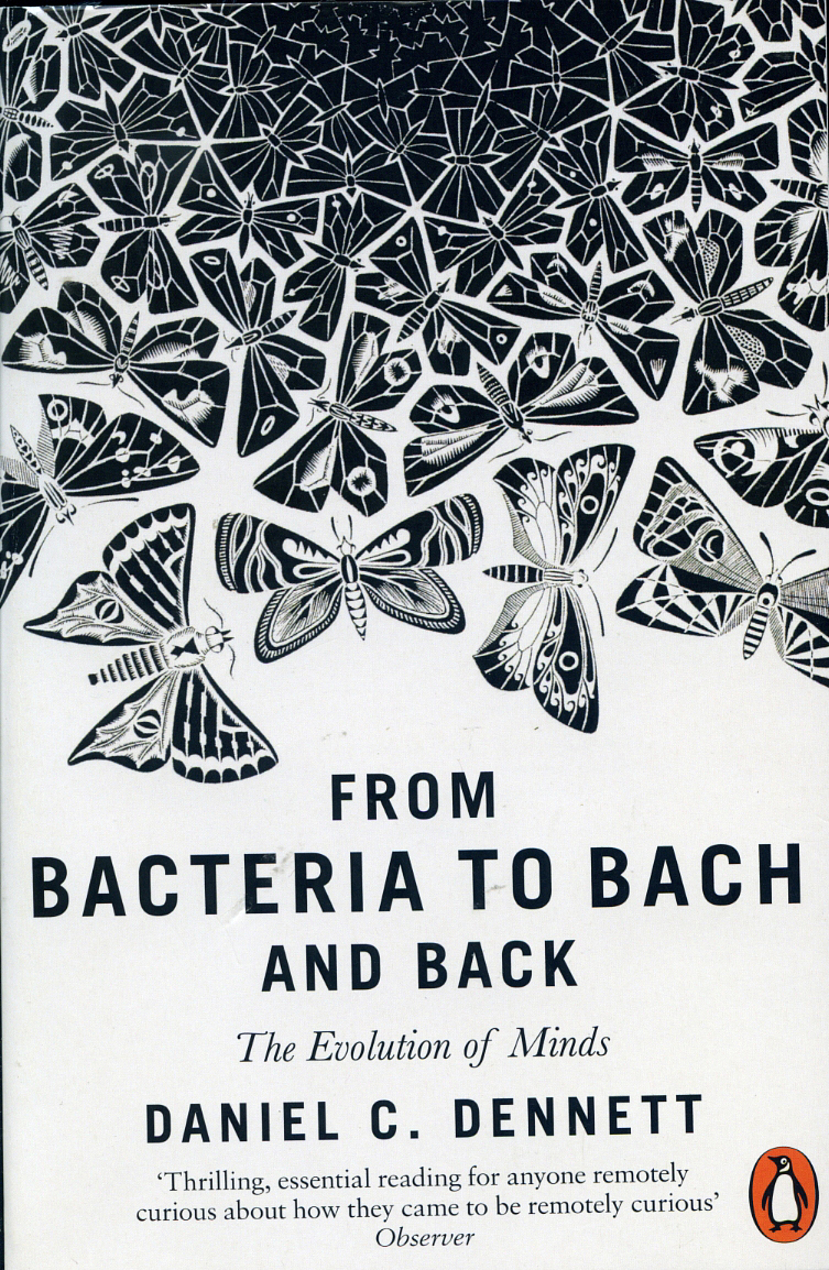 FROM
BACTERIA TO BACH
AND BACK
The Evolution of Minds
DANIEL C. DENNETT
‘Thrilling, essential reading for anyone remotely
curious about how they came to be remotely curious’
Observer